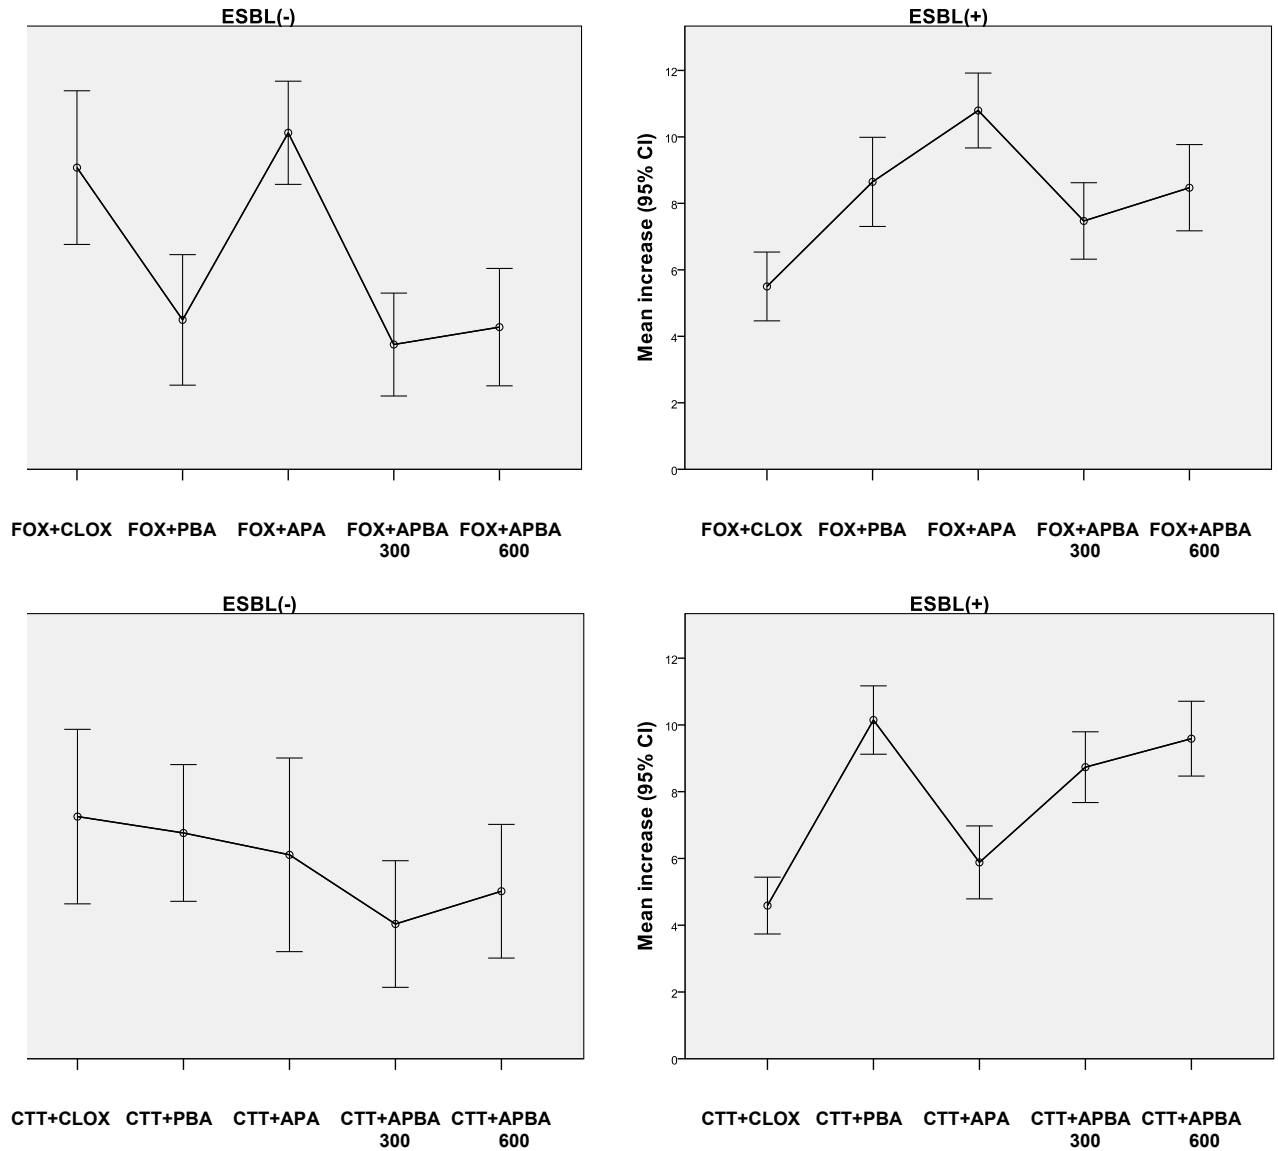 ESBL(-)
ESBL(+)
Mean increase (95% CI)
12
10
8
6
4
2
0
FOX+CLOX FOX+PBA FOX+APA FOX+APBA 300 FOX+APBA 600
FOX+CLOX FOX+PBA FOX+APA FOX+APBA 300 FOX+APBA 600
ESBL(-)
ESBL(+)
Mean increase (95% CI)
12
10
8
6
4
2
0
CTT+CLOX CTT+PBA CTT+APA CTT+APBA 300 CTT+APBA 600
CTT+CLOX CTT+PBA CTT+APA CTT+APBA 300 CTT+APBA 600